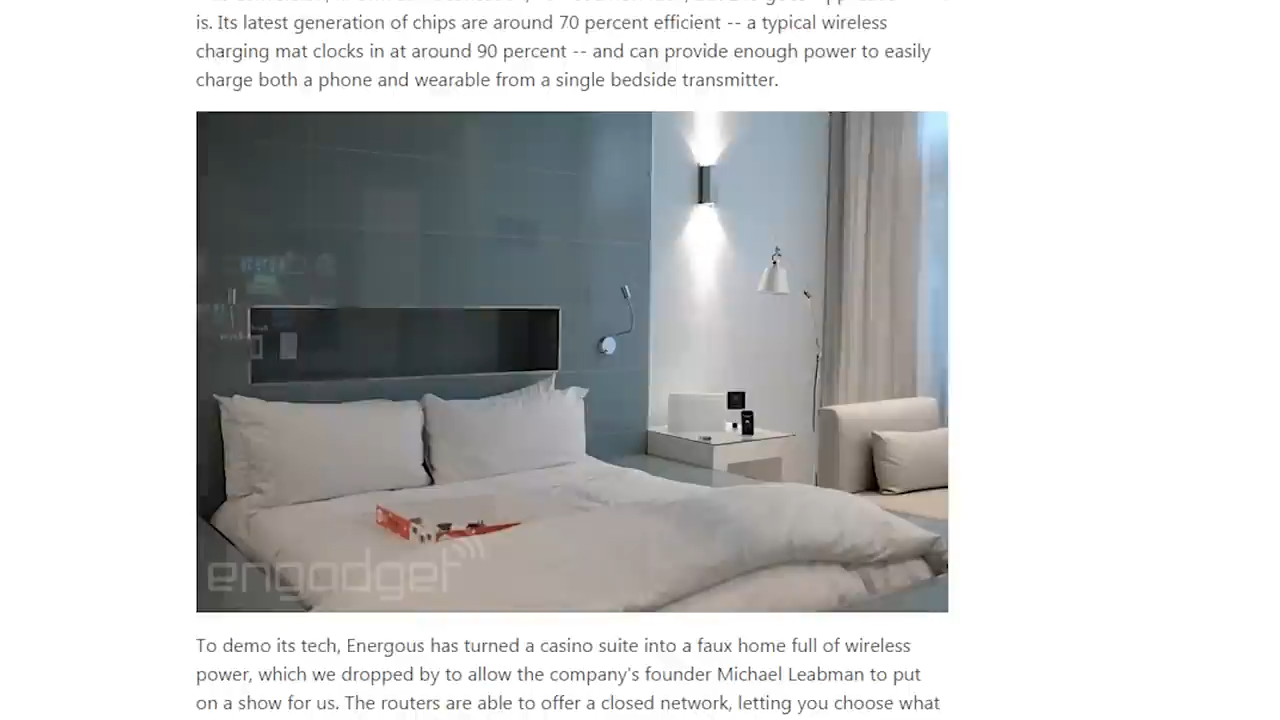 is. Its latest generation of chips are around 70 percent efficient -- a typical wireless
charging mat clocks in at around 90 percent -- and can provide enough power to easily
charge both a phone and wearable from a single bedside transmitter.
engadget
To demo its tech, Energous has turned a casino suite into a faux home full of wireless
power, which we dropped by to allow the company's founder Michael Leabman to put
on a show for us. The routers are able to offer a closed network, letting you choose what